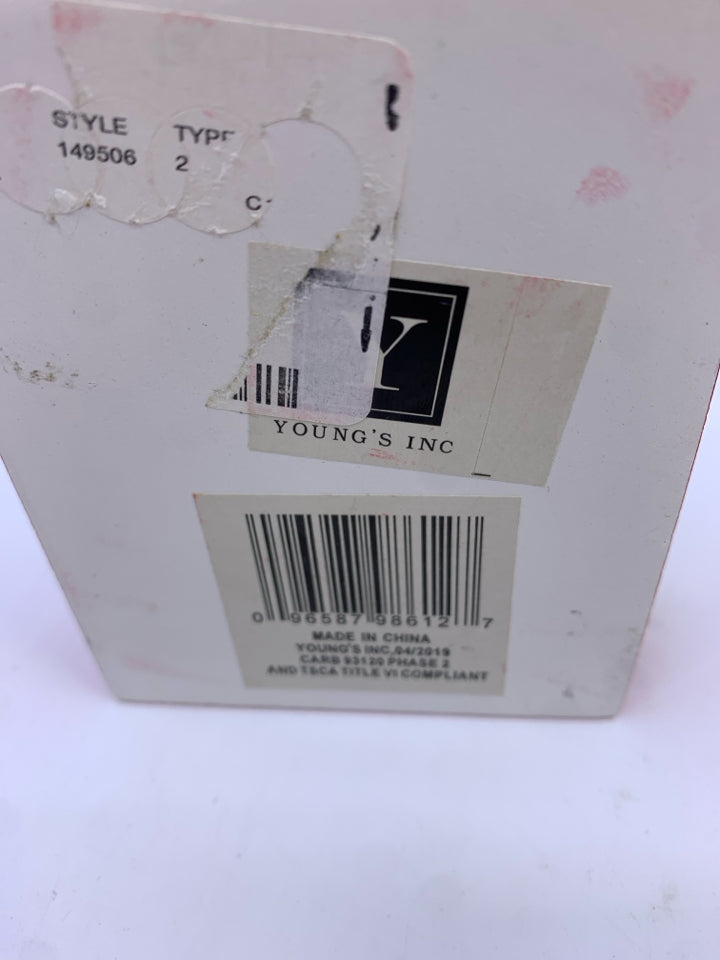 STYLE TYPE
149506 2
C
Y
YOUNG'S INC
0 96587 98612 7
MADE IN CHINA
YOUNG'S INC,04/2019
CARB 93120 PHASE 2
AND TSCA TITLE VI COMPLIANT